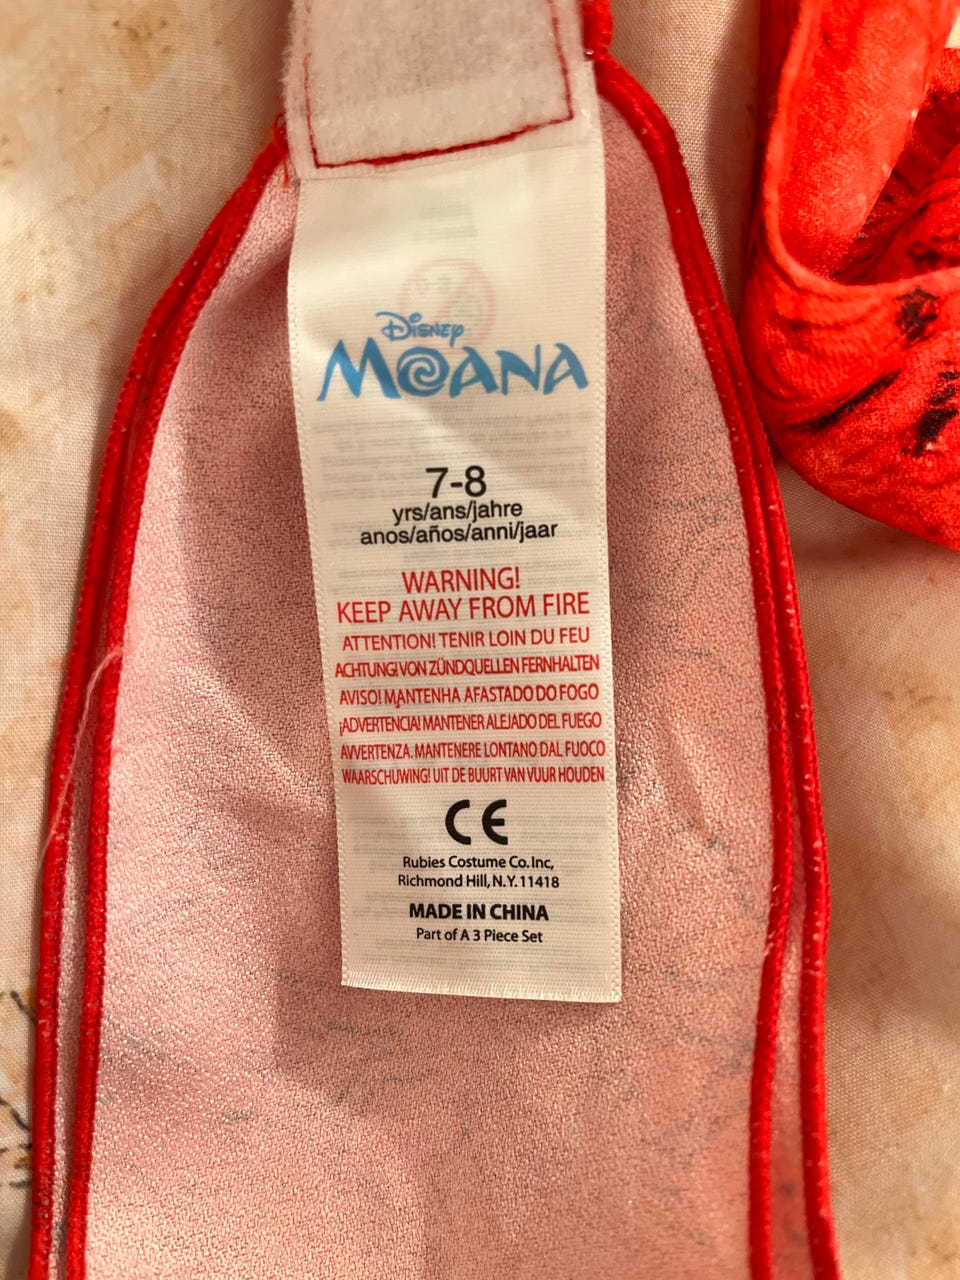 DISNEY
MOANA
7-8
yrs/ans/jahre
anos/años/anni/jaar
WARNING!
KEEP AWAY FROM FIRE
ATTENTION! TENIR LOIN DU FEU
ACHTUNG! VON ZÜNDQUELLEN FERNHALTEN
AVISO! MANTENHA AFASTADO DO FOGO
¡ADVERTENCIA! MANTENER ALEJADO DEL FUEGO
AVVERTENZA. MANTENERE LONTANO DAL FUOCO
WAARSCHUWING! UIT DE BUURT VAN VUUR HOUDEN
CE
Rubies Costume Co. Inc,
Richmond Hill, N.Y. 11418
MADE IN CHINA
Part of A 3 Piece Set